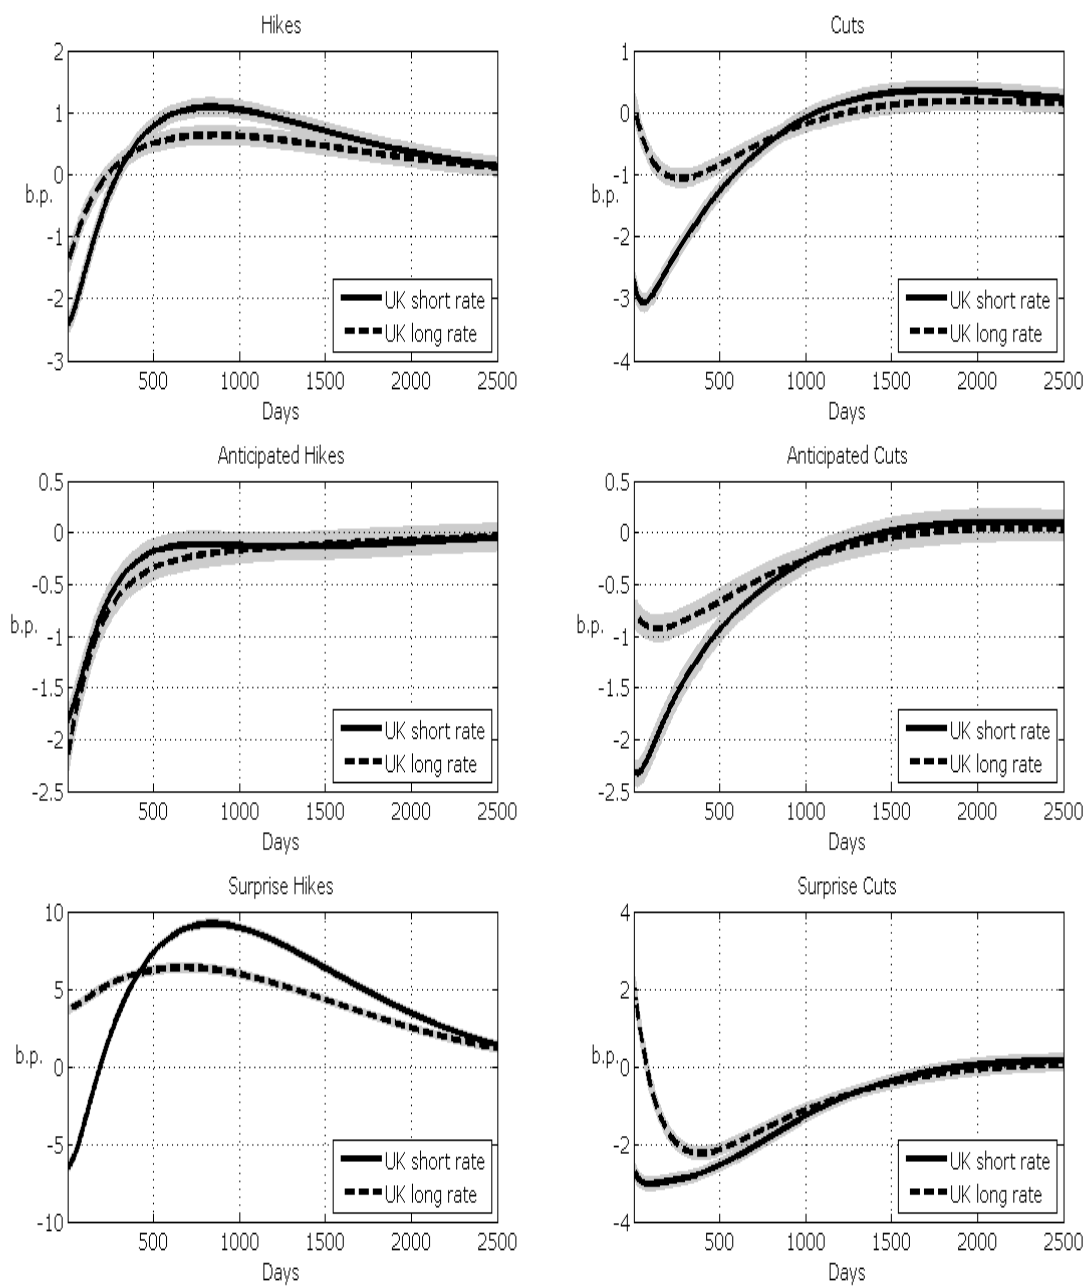 Hikes
2
1
0
b.p.
-1
-2
-3
UK short rate
UK long rate
500 1000 1500 2000 2500
Days
Cuts
1
0
-1
b.p.
-2
-3
-4
UK short rate
UK long rate
500 1000 1500 2000 2500
Days
Anticipated Hikes
0.5
0
-0.5
b.p.
-1
-1.5
-2
-2.5
UK short rate
UK long rate
500 1000 1500 2000 2500
Days
Anticipated Cuts
0.5
0
-0.5
b.p.
-1
-1.5
-2
-2.5
UK short rate
UK long rate
500 1000 1500 2000 2500
Days
Surprise Hikes
10
5
b.p.
0
-5
-10
UK short rate
UK long rate
500 1000 1500 2000 2500
Days
Surprise Cuts
4
2
b.p.
0
-2
-4
UK short rate
UK long rate
500 1000 1500 2000 2500
Days